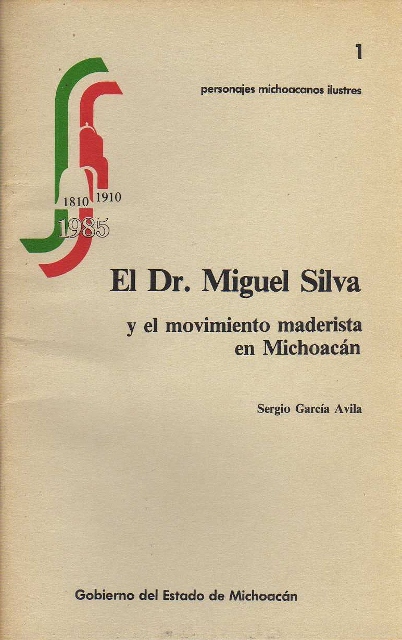 1
personajes michoacanos ilustres
1810 1910
1985
El Dr. Miguel Silva
y el movimiento maderista
en Michoacán
Sergio García Avila
Gobierno del Estado de Michoacán